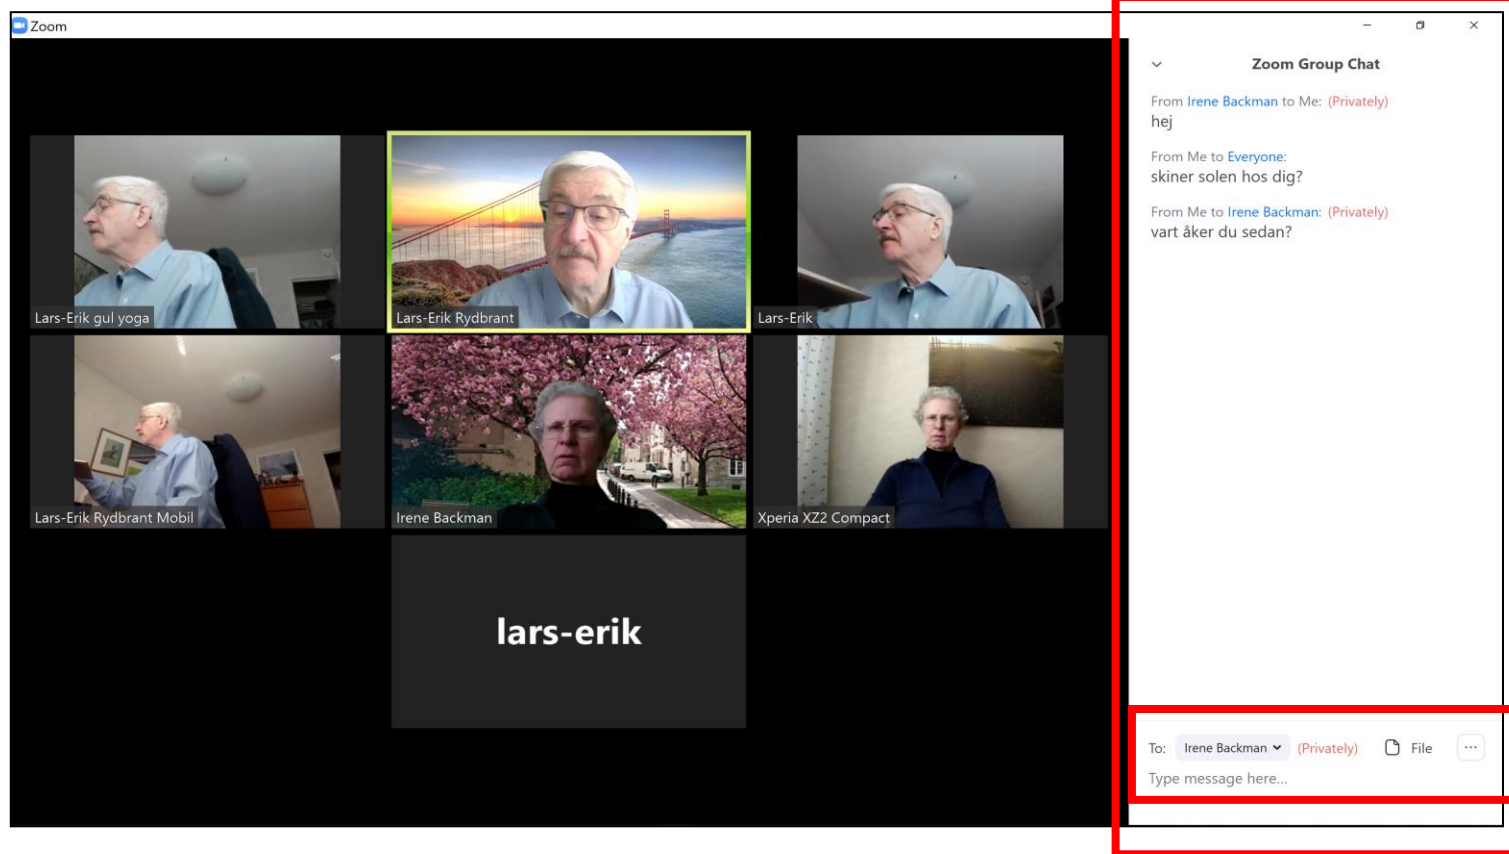 Zoom
Zoom Group Chat
From Irene Backman to Me: (Privately)
hej
From Me to Everyone:
skiner solen hos dig?
From Me to Irene Backman: (Privately)
vart åker du sedan?
Lars-Erik gul yoga
Lars-Erik Rydbrant
Lars-Erik
Lars-Erik Rydbrant Mobil
Irene Backman
Xperia XZ2 Compact
lars-erik
To: Irene Backman (Privately) File ...
Type message here...